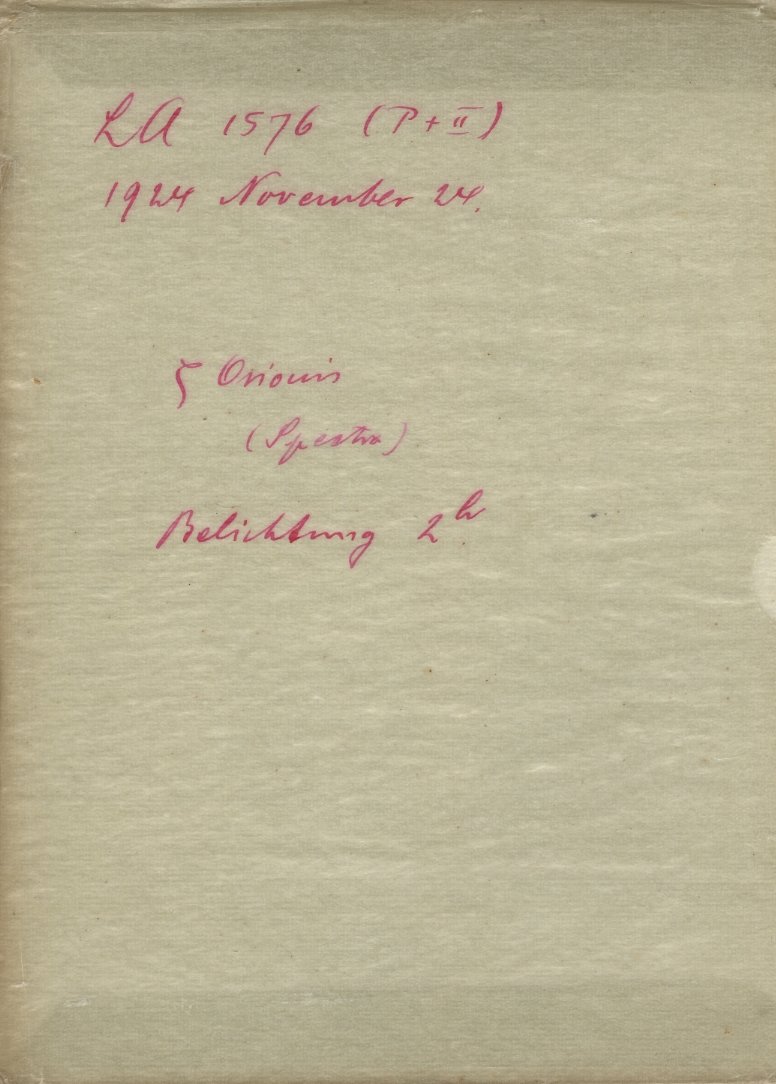 LA 1576 (P + II)
1924 November 24.
ζ Orionis
(Spectra)
Belichtung 2h